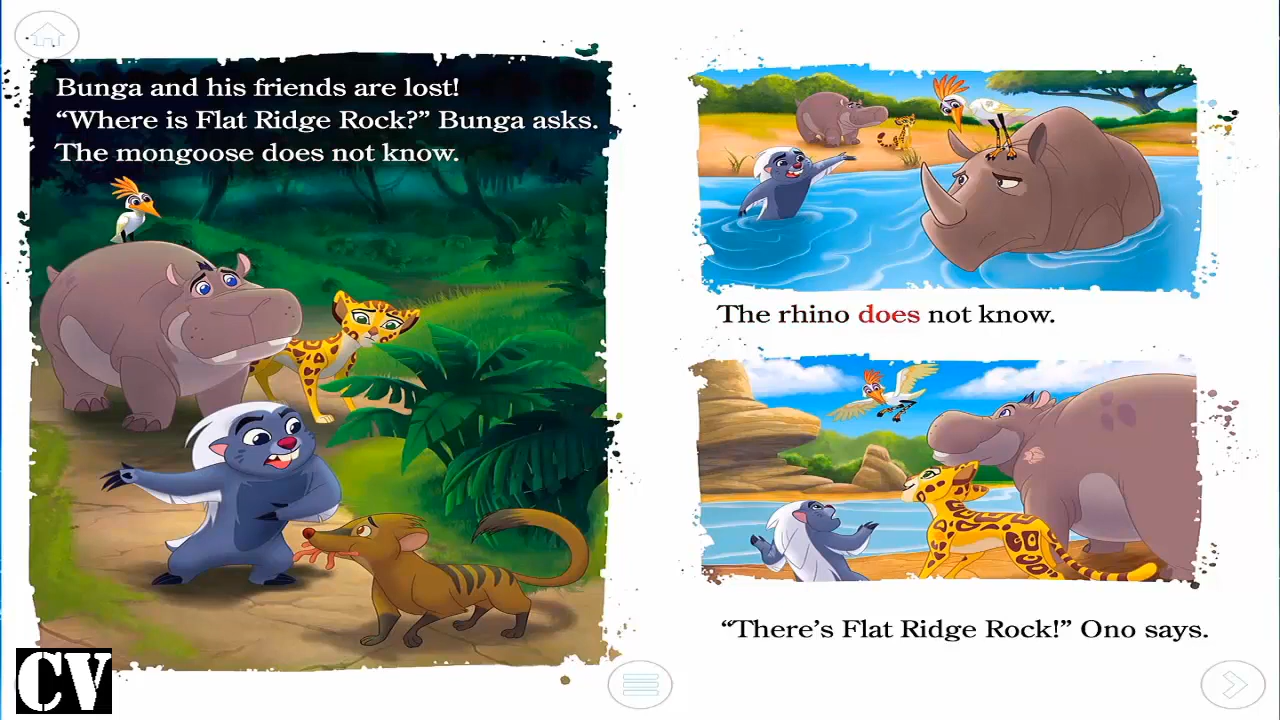 Bunga and his friends are lost!
“Where is Flat Ridge Rock?” Bunga asks.
The mongoose does not know.
The rhino does not know.
“There’s Flat Ridge Rock!” Ono says.
CV